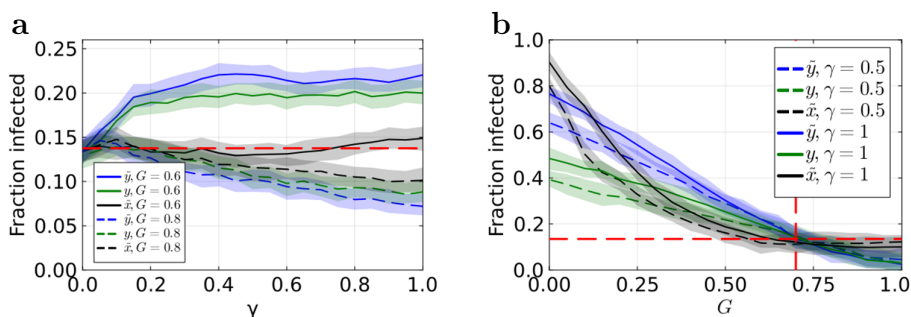 a
0.25
0.20
0.15
0.10
0.05
0.00
Fraction infected
ỹ, G = 0.6
y, G = 0.6
x̃, G = 0.6
ỹ, G = 0.8
y, G = 0.8
x̃, G = 0.8
0.0 0.2 0.4 0.6 0.8 1.0
γ
b
1.0
0.8
0.6
0.4
0.2
0.0
Fraction infected
ỹ, γ = 0.5
y, γ = 0.5
x̃, γ = 0.5
ỹ, γ = 1
y, γ = 1
x̃, γ = 1
0.00 0.25 0.50 0.75 1.00
G